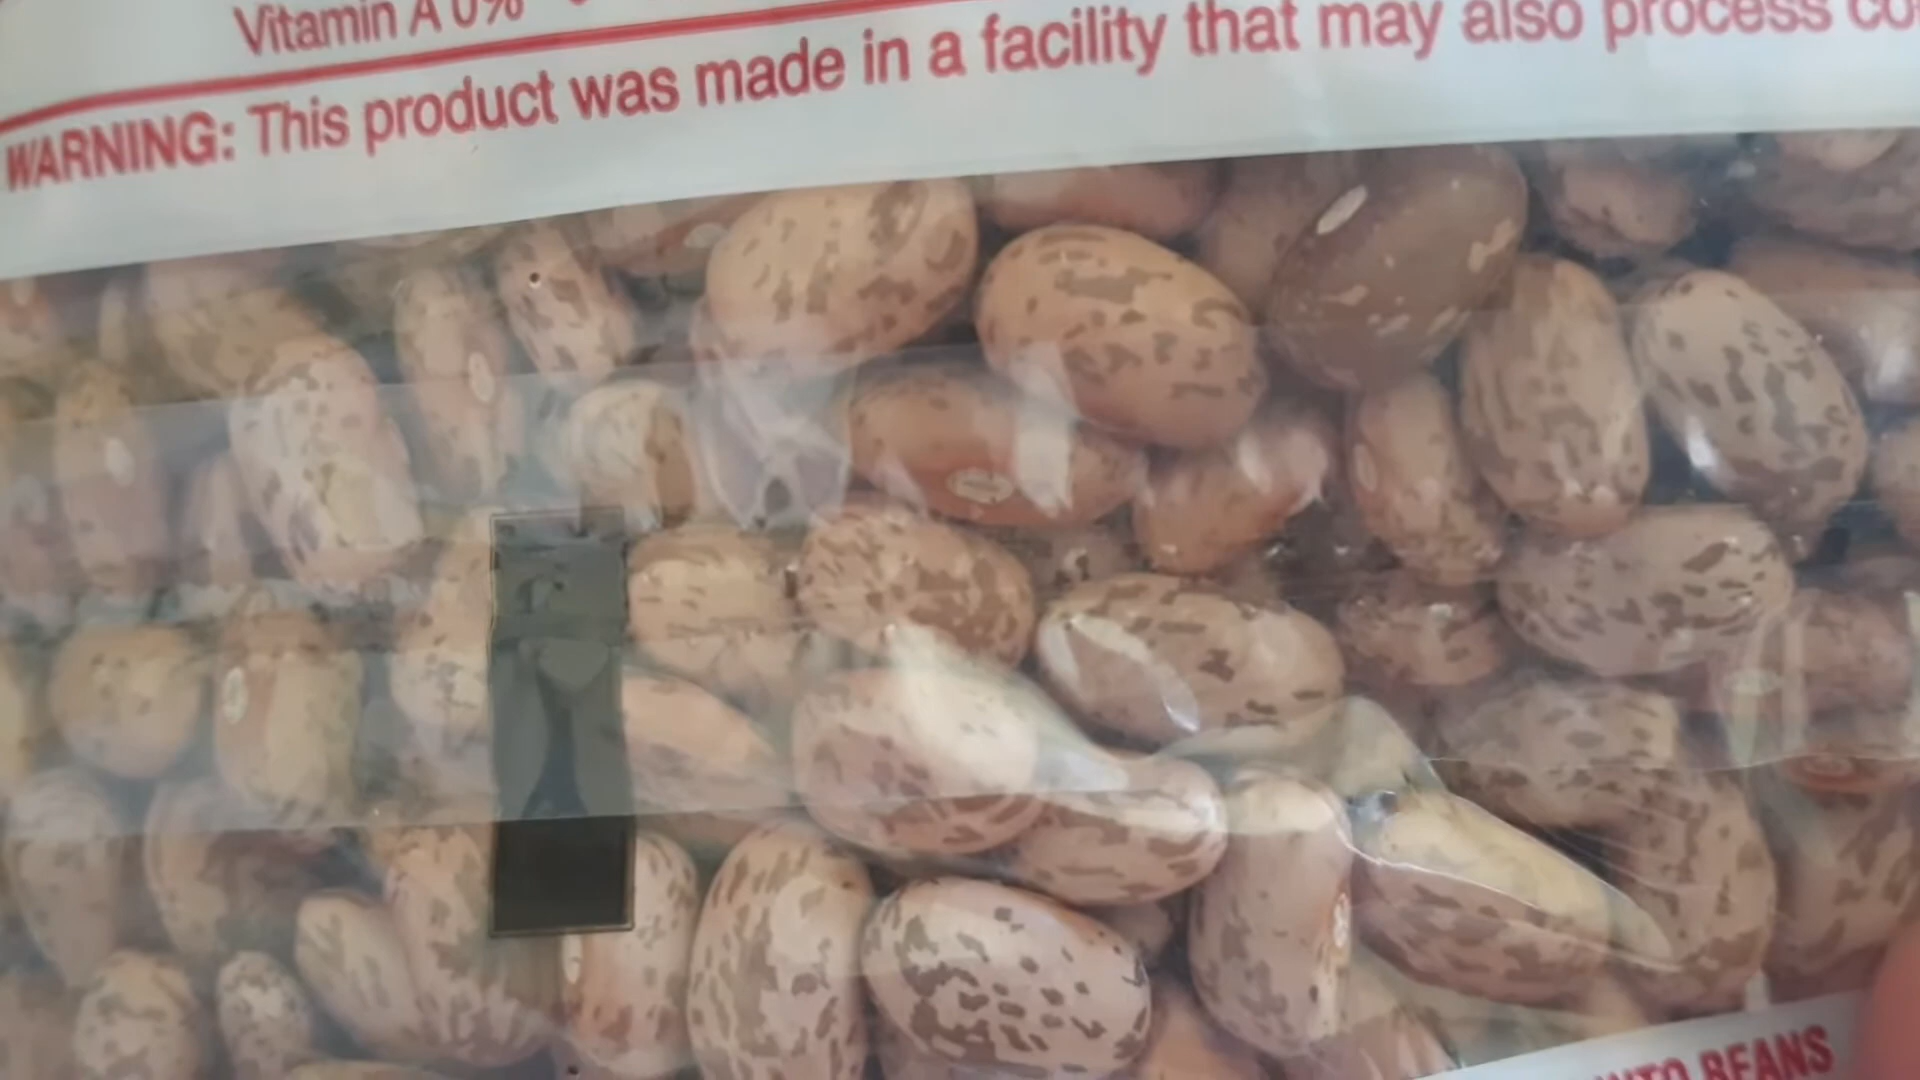 Vitamin A 0%
WARNING: This product was made in a facility that may also process
BEANS